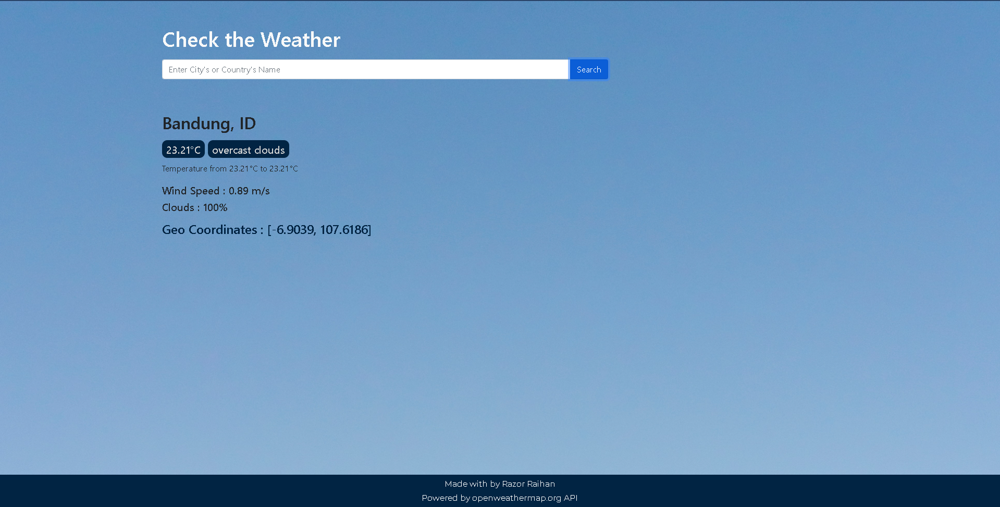 Check the Weather
Enter City's or Country's Name
Search
Bandung, ID
23.21°C overcast clouds
Temperature from 23.21°C to 23.21°C
Wind Speed : 0.89 m/s
Clouds : 100%
Geo Coordinates : [-6.9039, 107.6186]
Made with by Razor Raihan
Powered by openweathermap.org API